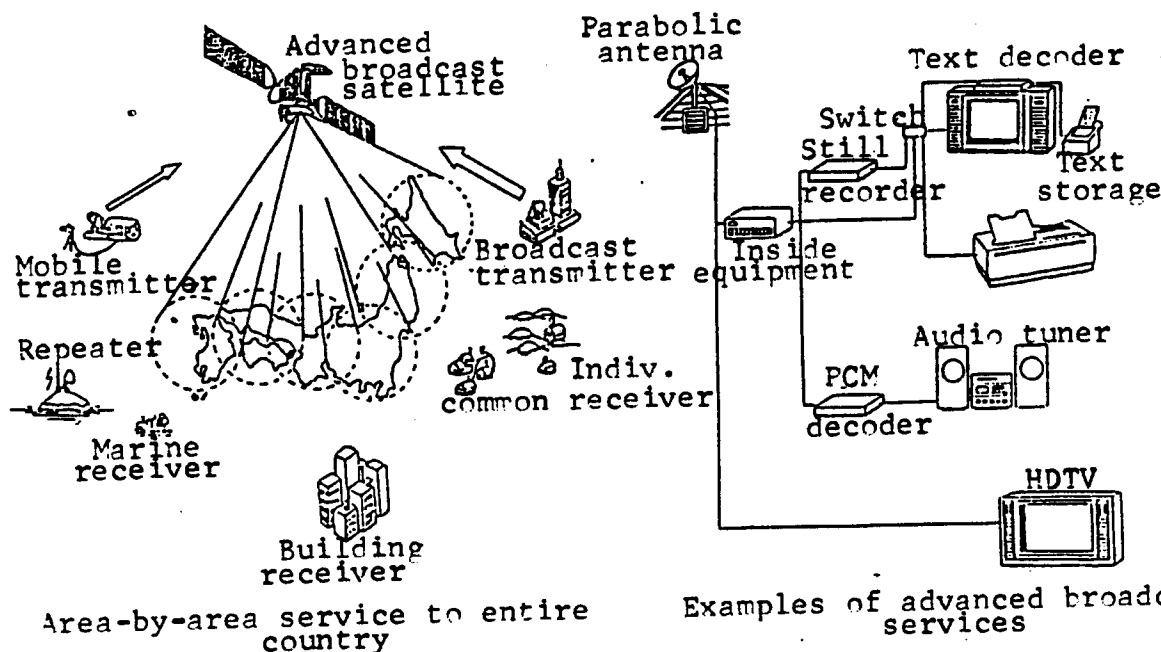 Advanced
broadcast
satellite
Mobile
transmitter
Broadcast
transmitter
Repeater
Marine
receiver
Indiv.
common receiver
Building
receiver
Area-by-area service to entire
country
Parabolic
antenna
Text decoder
Switch
Still
recorder
Text
storage
Inside
equipment
Audio tuner
PCM
decoder
HDTV
Examples of advanced broadc
services